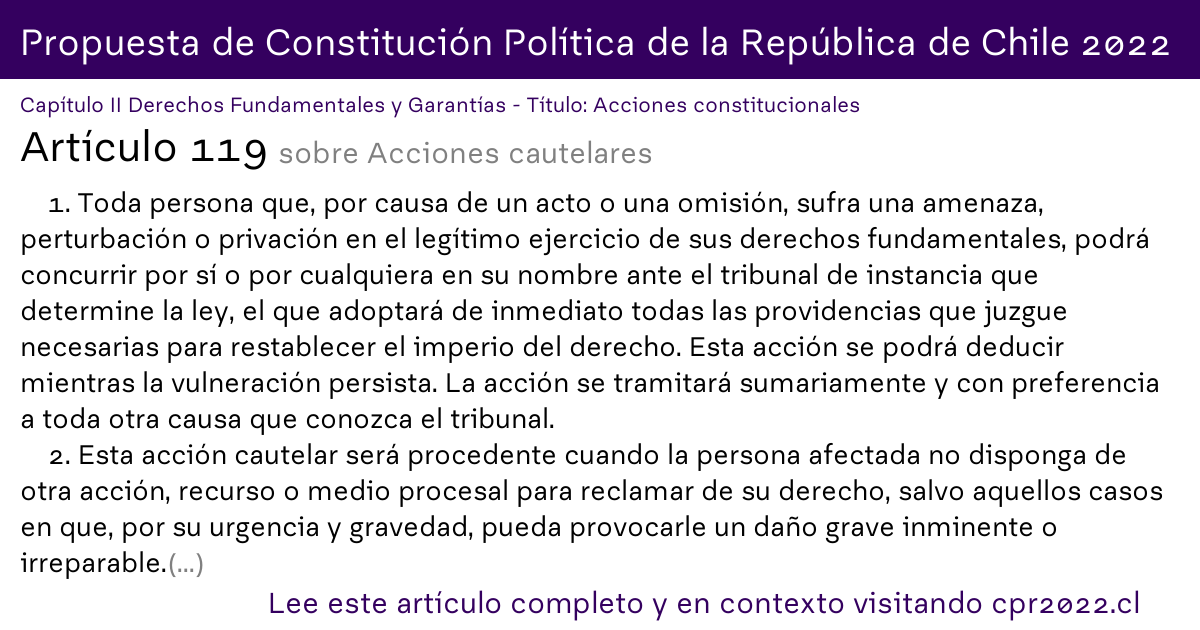 Propuesta de Constitución Política de la República de Chile 2022
Capítulo II Derechos Fundamentales y Garantías - Título: Acciones constitucionales
Artículo 119 sobre Acciones cautelares
1. Toda persona que, por causa de un acto o una omisión, sufra una amenaza,
perturbación o privación en el legítimo ejercicio de sus derechos fundamentales, podrá
concurrir por sí o por cualquiera en su nombre ante el tribunal de instancia que
determine la ley, el que adoptará de inmediato todas las providencias que juzgue
necesarias para restablecer el imperio del derecho. Esta acción se podrá deducir
mientras la vulneración persista. La acción se tramitará sumariamente y con preferencia
a toda otra causa que conozca el tribunal.
2. Esta acción cautelar será procedente cuando la persona afectada no disponga de
otra acción, recurso o medio procesal para reclamar de su derecho, salvo aquellos casos
en que, por su urgencia y gravedad, pueda provocarle un daño grave inminente o
irreparable.(...)
Lee este artículo completo y en contexto visitando cpr2022.cl